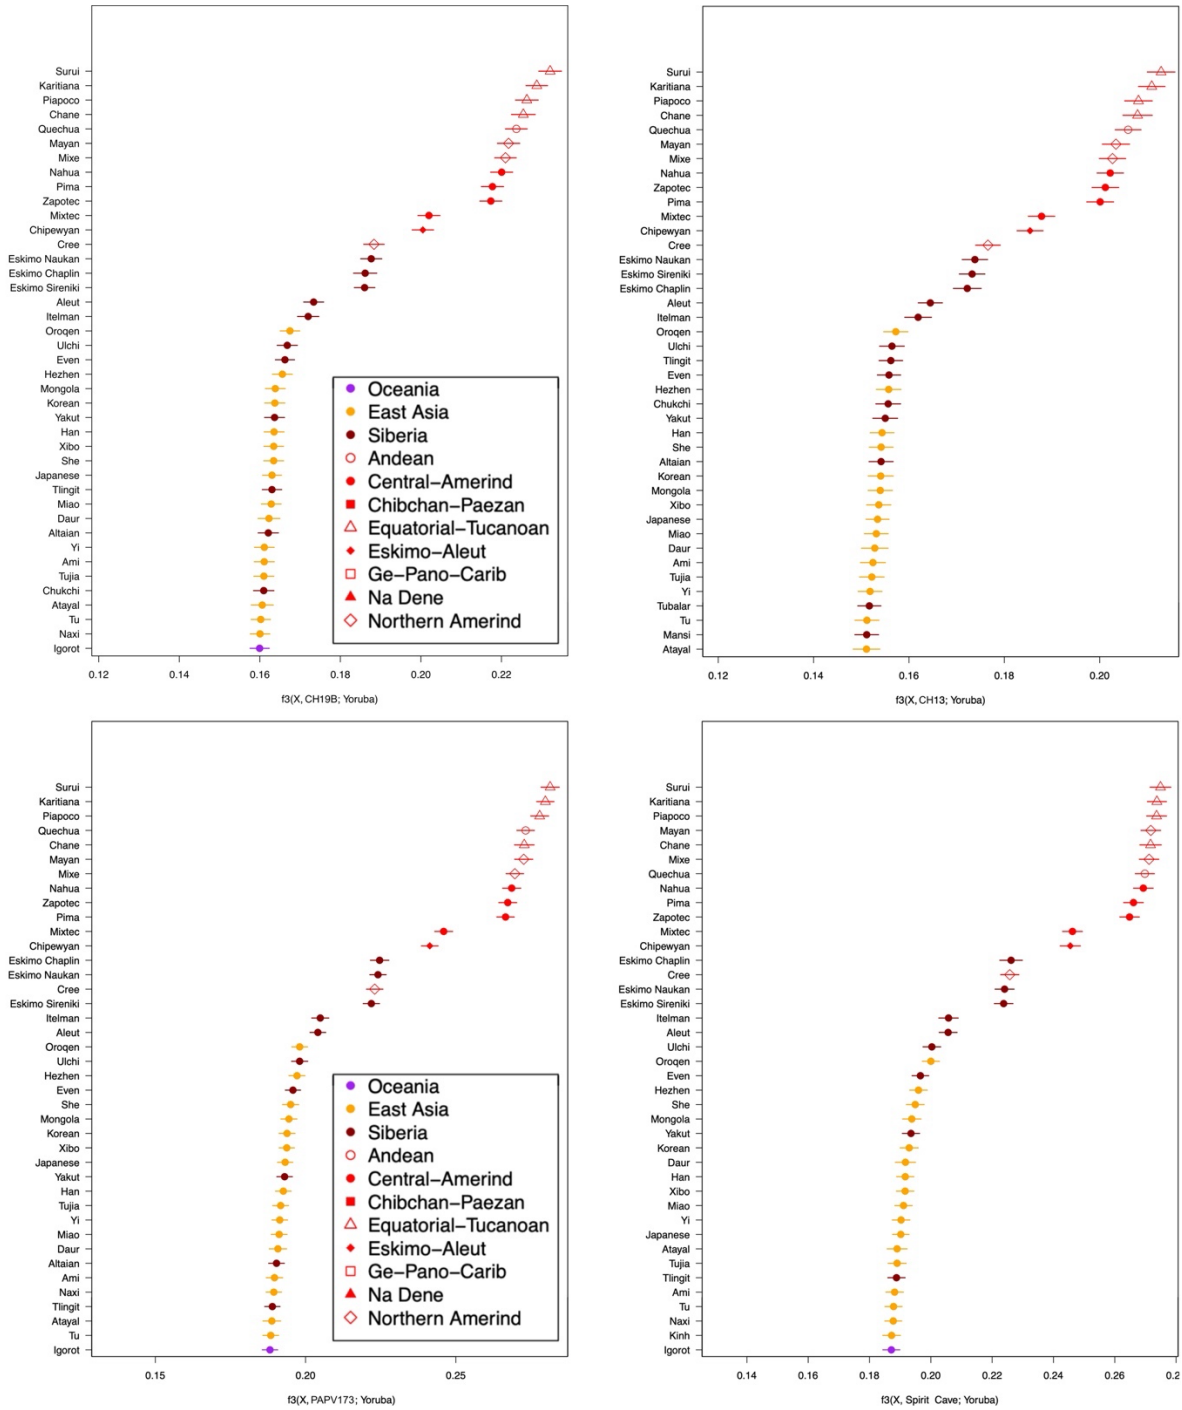 Surui
Karitiana
Piapoco
Chane
Quechua
Mayan
Mixe
Nahua
Pima
Zapotec
Mixtec
Chipewyan
Cree
Eskimo Naukan
Eskimo Chaplin
Eskimo Sireniki
Aleut
Itelman
Oroqen
Ulchi
Even
Hezhen
Mongola
Korean
Yakut
Han
Xibo
She
Japanese
Tlingit
Miao
Daur
Altaian
Yi
Ami
Tujia
Chukchi
Atayal
Tu
Naxi
Igorot
Oceania
East Asia
Siberia
Andean
Central–Amerind
Chibchan–Paezan
Equatorial–Tucanoan
Eskimo–Aleut
Ge–Pano–Carib
Na Dene
Northern Amerind
0.12 0.14 0.16 0.18 0.20 0.22
f3(X, CH19B; Yoruba)
Surui
Karitiana
Piapoco
Chane
Quechua
Mayan
Mixe
Nahua
Zapotec
Pima
Mixtec
Chipewyan
Cree
Eskimo Naukan
Eskimo Sireniki
Eskimo Chaplin
Aleut
Itelman
Oroqen
Ulchi
Tlingit
Even
Hezhen
Chukchi
Yakut
Han
She
Altaian
Korean
Mongola
Xibo
Japanese
Miao
Daur
Ami
Tujia
Yi
Tubalar
Tu
Mansi
Atayal
0.12 0.14 0.16 0.18 0.20
f3(X, CH13; Yoruba)
Surui
Karitiana
Piapoco
Quechua
Chane
Mayan
Mixe
Nahua
Zapotec
Pima
Mixtec
Chipewyan
Eskimo Chaplin
Eskimo Naukan
Cree
Eskimo Sireniki
Itelman
Aleut
Oroqen
Ulchi
Hezhen
Even
She
Mongola
Korean
Xibo
Japanese
Yakut
Han
Tujia
Yi
Miao
Daur
Altaian
Ami
Naxi
Tlingit
Atayal
Tu
Igorot
Oceania
East Asia
Siberia
Andean
Central–Amerind
Chibchan–Paezan
Equatorial–Tucanoan
Eskimo–Aleut
Ge–Pano–Carib
Na Dene
Northern Amerind
0.15 0.20 0.25
f3(X, PAPV173; Yoruba)
Surui
Karitiana
Piapoco
Mayan
Chane
Mixe
Quechua
Nahua
Pima
Zapotec
Mixtec
Chipewyan
Eskimo Chaplin
Cree
Eskimo Naukan
Eskimo Sireniki
Itelman
Aleut
Ulchi
Oroqen
Even
Hezhen
She
Mongola
Yakut
Korean
Daur
Han
Xibo
Miao
Yi
Japanese
Atayal
Tujia
Tlingit
Ami
Tu
Naxi
Kinh
Igorot
0.14 0.16 0.18 0.20 0.22 0.24 0.26 0.2
f3(X, Spirit Cave; Yoruba)